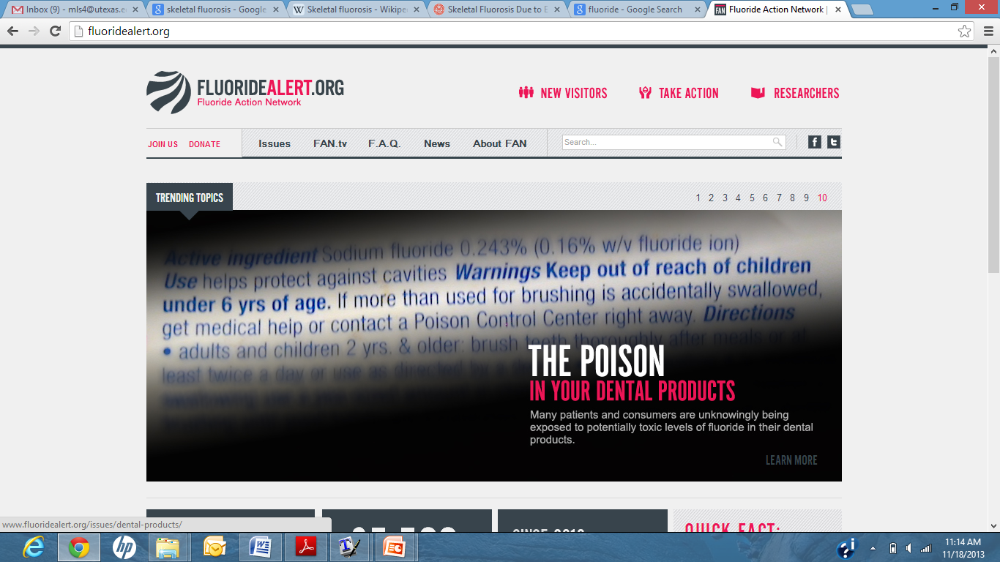 Inbox (9) - mls4@utexas.e
skeletal fluorosis - Google
Skeletal fluorosis - Wikipe
Skeletal Fluorosis Due to E
fluoride - Google Search
Fluoride Action Network |
fluoridealert.org
FLUORIDEALERT.ORG
Fluoride Action Network
NEW VISITORS
TAKE ACTION
RESEARCHERS
JOIN US DONATE
Issues FAN.tv F.A.Q. News About FAN
Search...
TRENDING TOPICS
1 2 3 4 5 6 7 8 9 10
Active ingredient Sodium fluoride 0.243% (0.16% w/v fluoride ion)
Use helps protect against cavities Warnings Keep out of reach of children
under 6 yrs of age. If more than used for brushing is accidentally swallowed,
get medical help or contact a Poison Control Center right away. Directions
• adults and children 2 yrs. & older: brush teeth thoroughly after meals or at
least twice a day or use as directed by a
THE POISON
IN YOUR DENTAL PRODUCTS
Many patients and consumers are unknowingly being
exposed to potentially toxic levels of fluoride in their dental
products.
LEARN MORE
QUICK FACT:
www.fluoridealert.org/issues/dental-products/
11:14 AM
11/18/2013